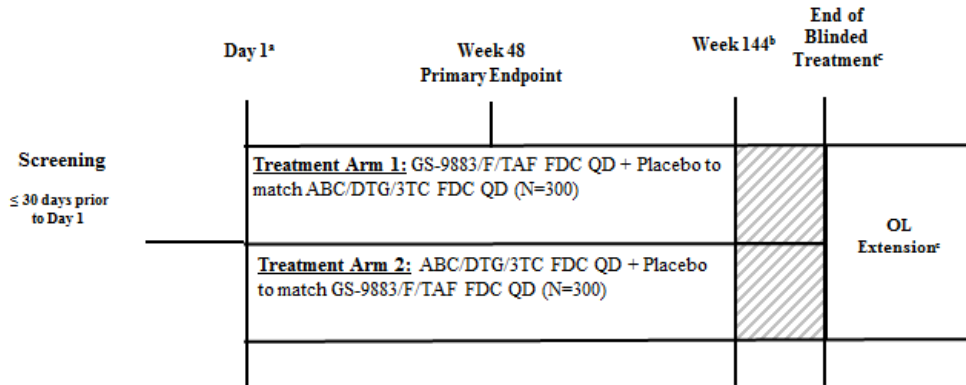 Day 1ᵃ
Week 48
Primary Endpoint
Week 144ᵇ
End of
Blinded
Treatmentᶜ
Screening
≤ 30 days prior
to Day 1
Treatment Arm 1: GS-9883/F/TAF FDC QD + Placebo to
match ABC/DTG/3TC FDC QD (N=300)
Treatment Arm 2: ABC/DTG/3TC FDC QD + Placebo
to match GS-9883/F/TAF FDC QD (N=300)
OL
Extensionᶜ